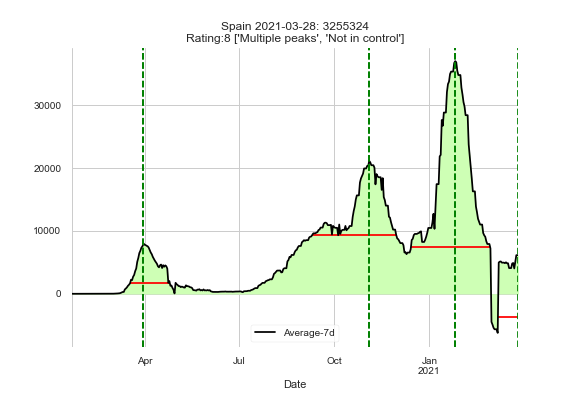 Spain 2021-03-28: 3255324
Rating:8 ['Multiple peaks', 'Not in control']
30000
20000
10000
0
Average-7d
Apr
Jul
Oct
Jan
2021
Date